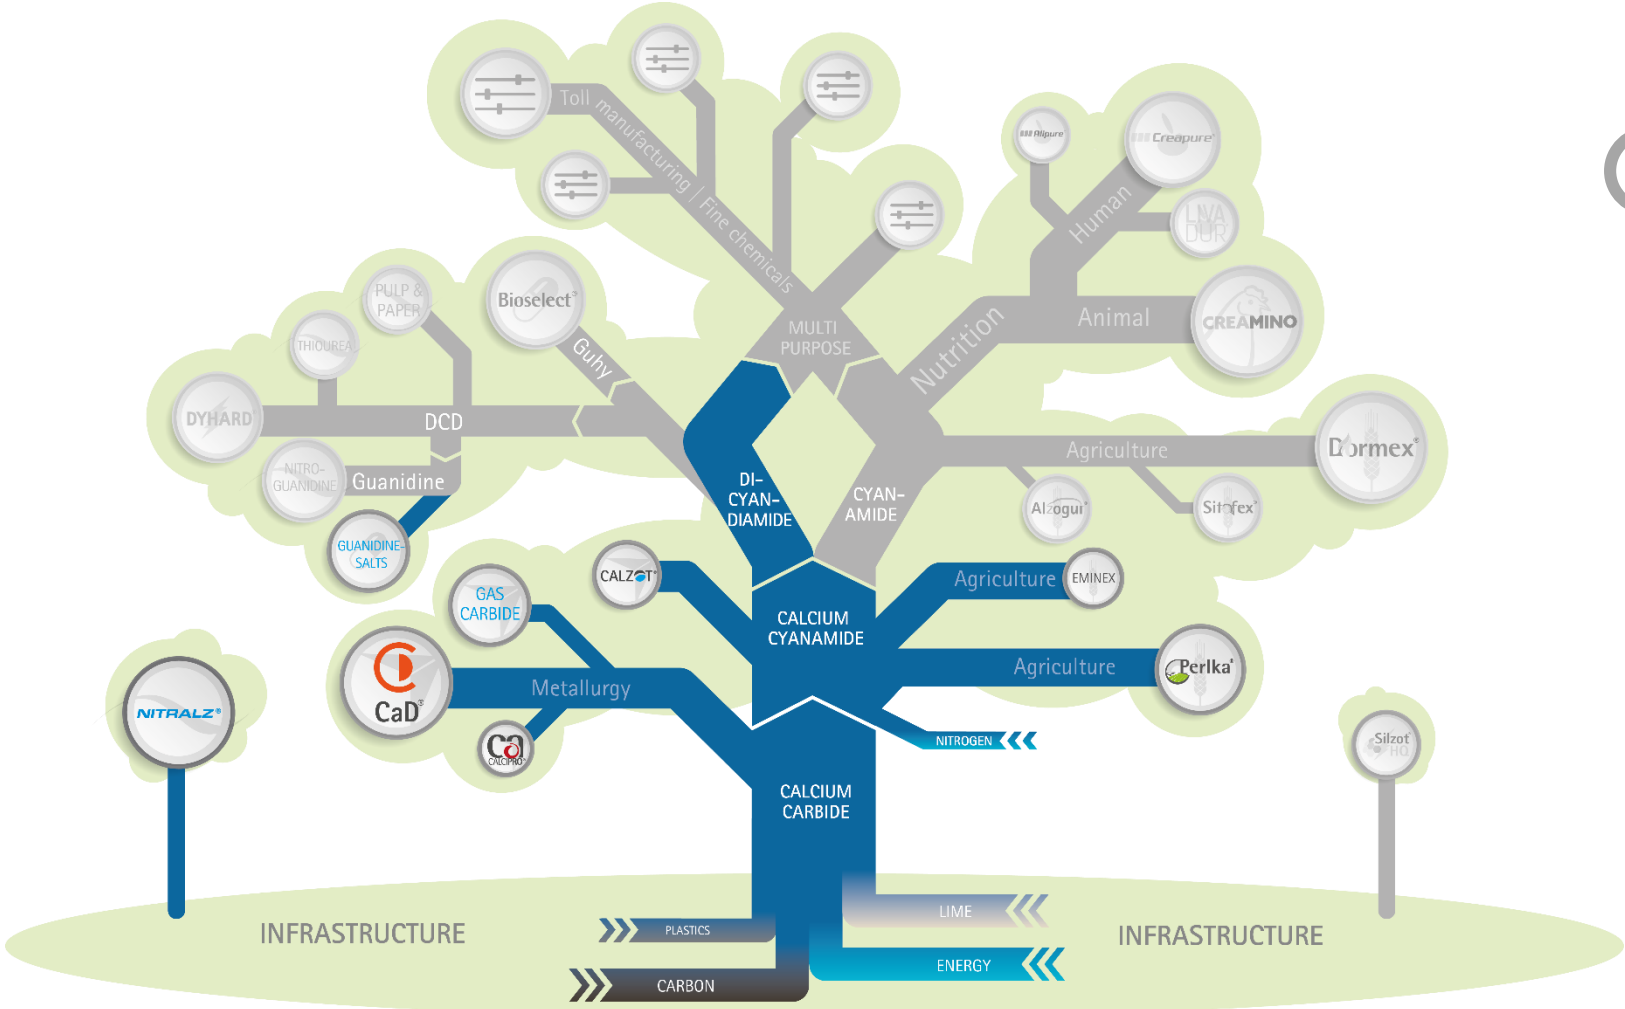 Toll manufacturing | Fine chemicals
Alipure
Creapure®
Human
LIVA
DUR®
PULP &
PAPER
Bioselect®
THIOUREA
Guhy
MULTI
PURPOSE
Nutrition
Animal
CREAMINO
DYHARD®
DCD
Agriculture
Dormex®
NITRO-
GUANIDINE
Guanidine
DI-
CYAN-
DIAMIDE
CYAN-
AMIDE
Alzogur®
Sitofex®
GUANIDINE-
SALTS
CALZOT®
Agriculture
EMINEX
GAS
CARBIDE
CALCIUM
CYANAMIDE
Metallurgy
Agriculture
Perlka®
CaD®
NITRALZ®
CALCIPRO®
NITROGEN
Silzot®
HQ
CALCIUM
CARBIDE
LIME
PLASTICS
INFRASTRUCTURE
INFRASTRUCTURE
ENERGY
CARBON